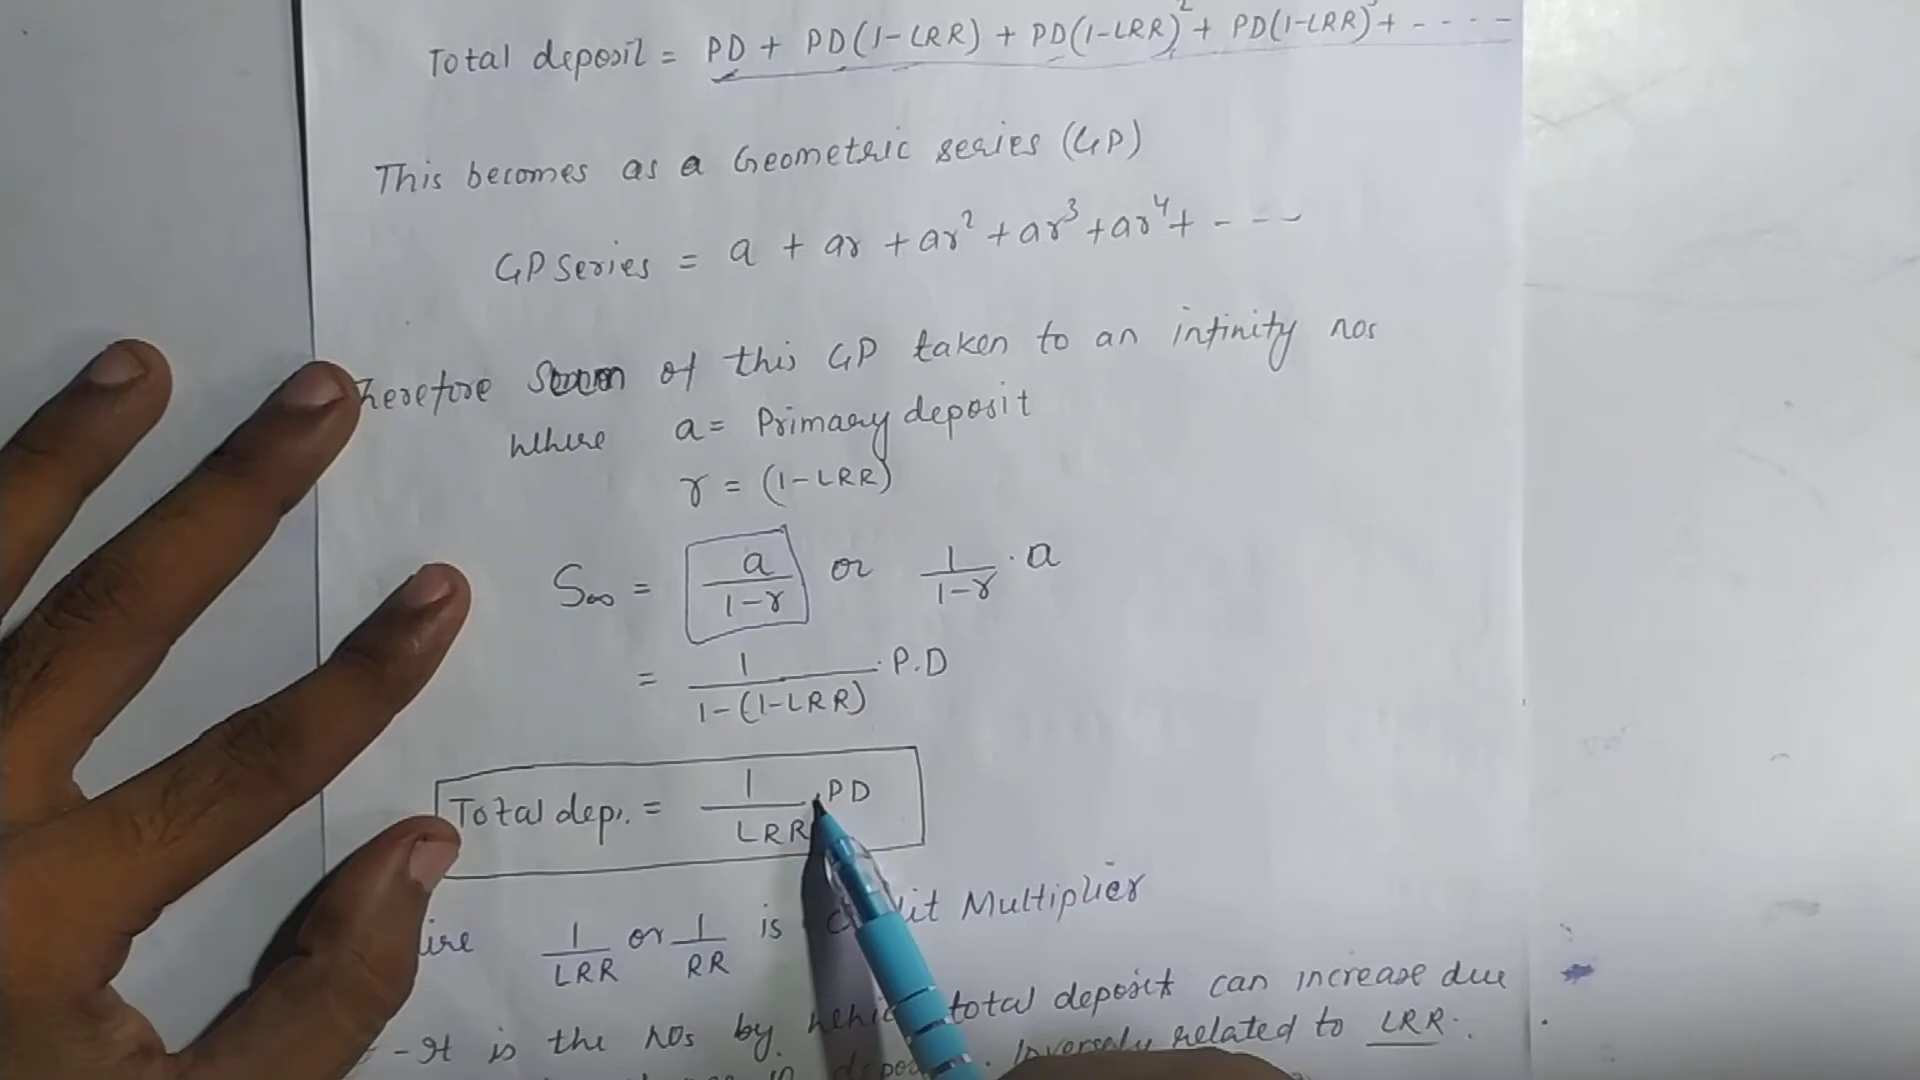 Total deposit = PD + PD(1-LRR) + PD(1-LRR)² + PD(1-LRR)³ + - - - -
This becomes as a Geometric series (GP)
GP Series = a + ar + ar² + ar³ + ar⁴ + - - -
herefore Sum of this GP taken to an infinity nos
where a = Primary deposit
r = (1-LRR)
S∞ = a/1-r or 1/1-r . a
= 1/1-(1-LRR) . P.D
Total dep. = 1/LRR . PD
1/LRR or 1/RR is Multiplier
- It is the nos by total deposit can increase due
in Inversely related to LRR.